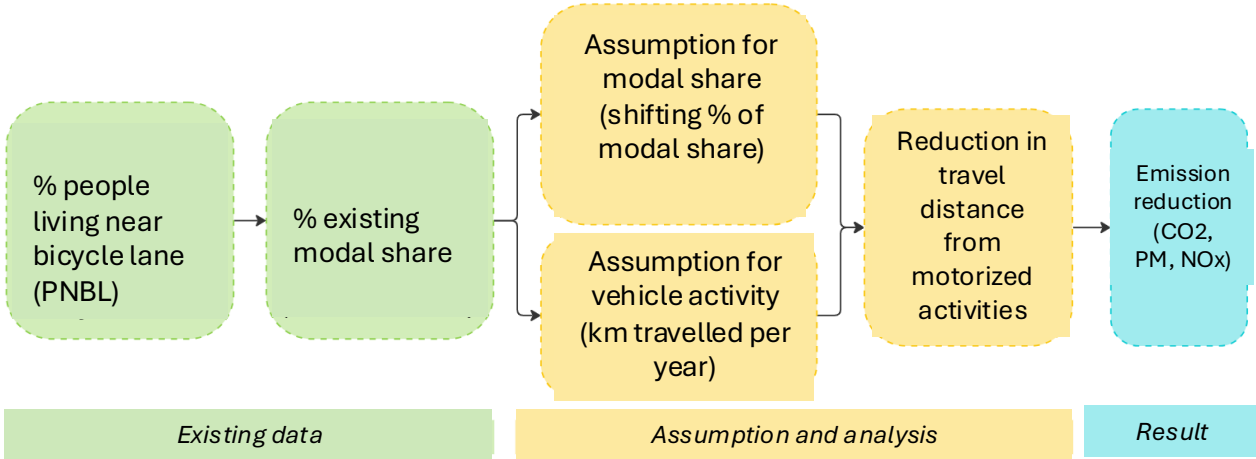 % people
living near
bicycle lane
(PNBL)
% existing
modal share
Assumption for
modal share
(shifting % of
modal share)
Assumption for
vehicle activity
(km travelled per
year)
Reduction in
travel
distance
from
motorized
activities
Emission
reduction
(CO2,
PM, NOx)
Existing data
Assumption and analysis
Result